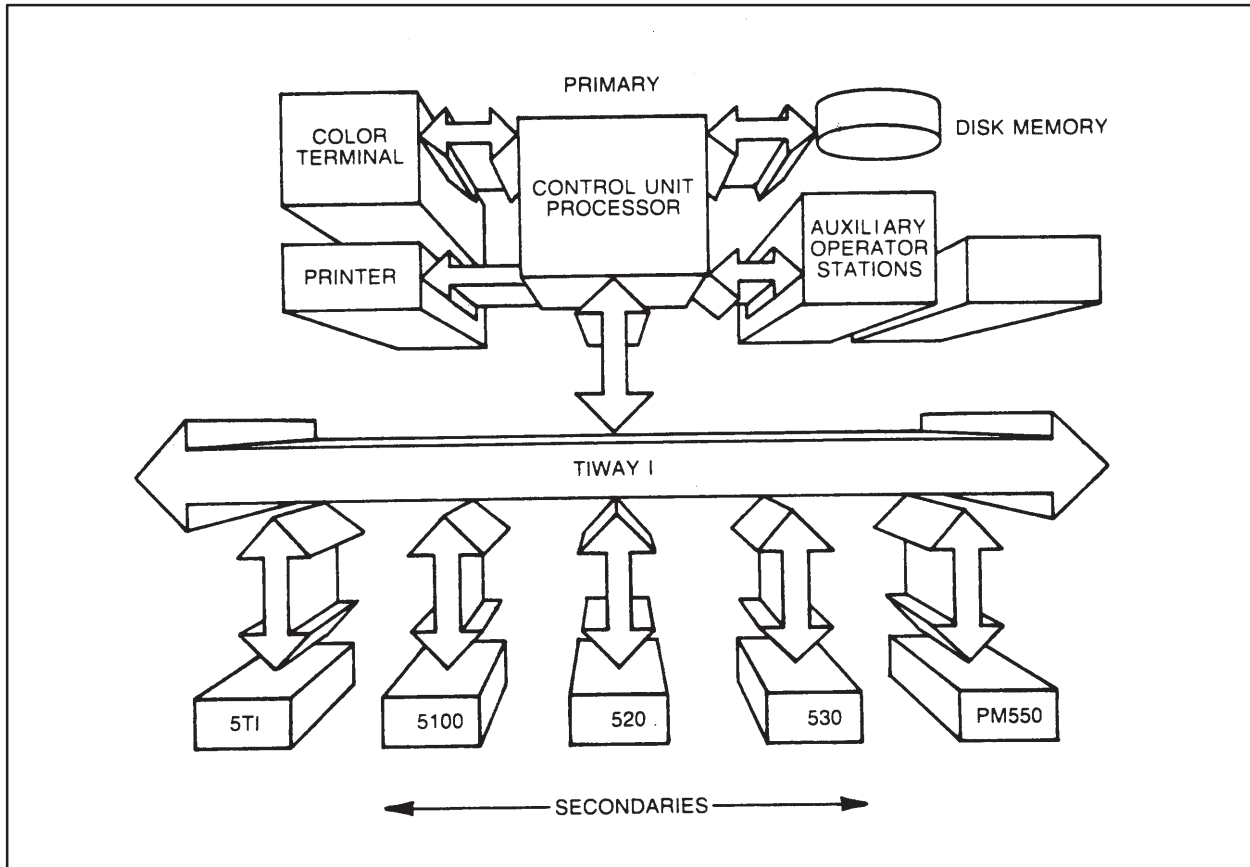 PRIMARY
COLOR
TERMINAL
CONTROL UNIT
PROCESSOR
DISK MEMORY
PRINTER
AUXILIARY
OPERATOR
STATIONS
TIWAY I
5TI
5100
520
530
PM550
SECONDARIES